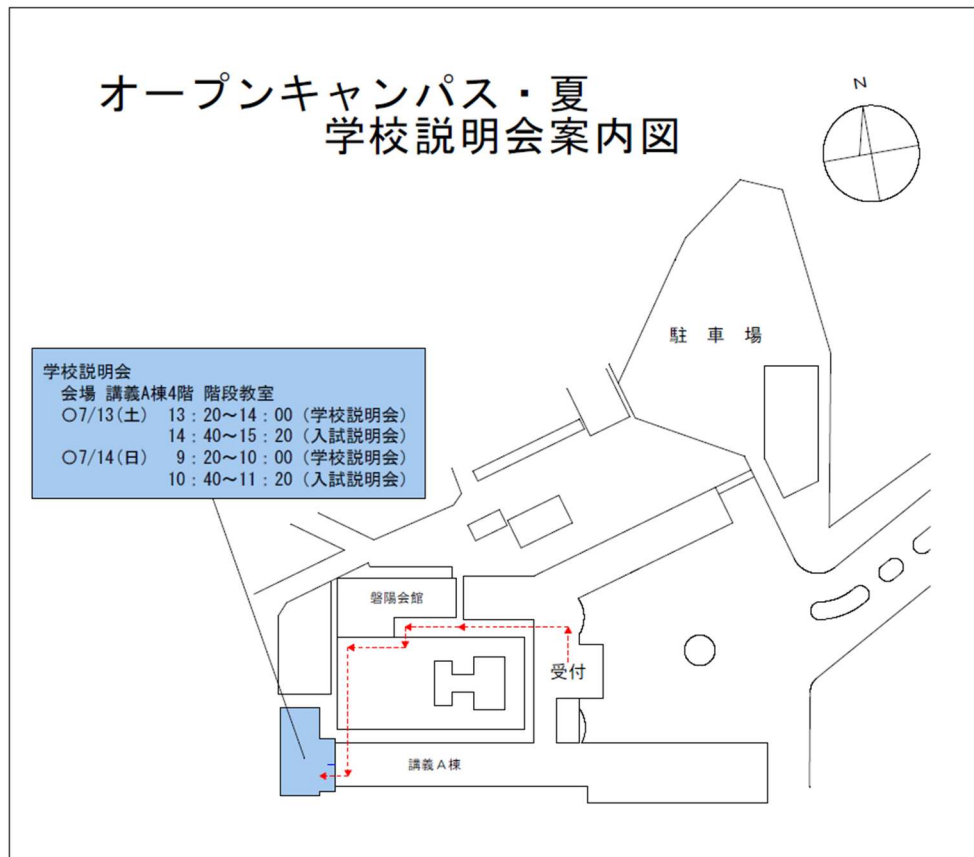 オープンキャンパス・夏
学校説明会案内図
N
駐 車 場
学校説明会
会場 講義A棟4階 階段教室
○7/13(土) 13:20～14:00(学校説明会)
14:40～15:20(入試説明会)
○7/14(日) 9:20～10:00(学校説明会)
10:40～11:20(入試説明会)
磐陽会館
受付
講義A棟